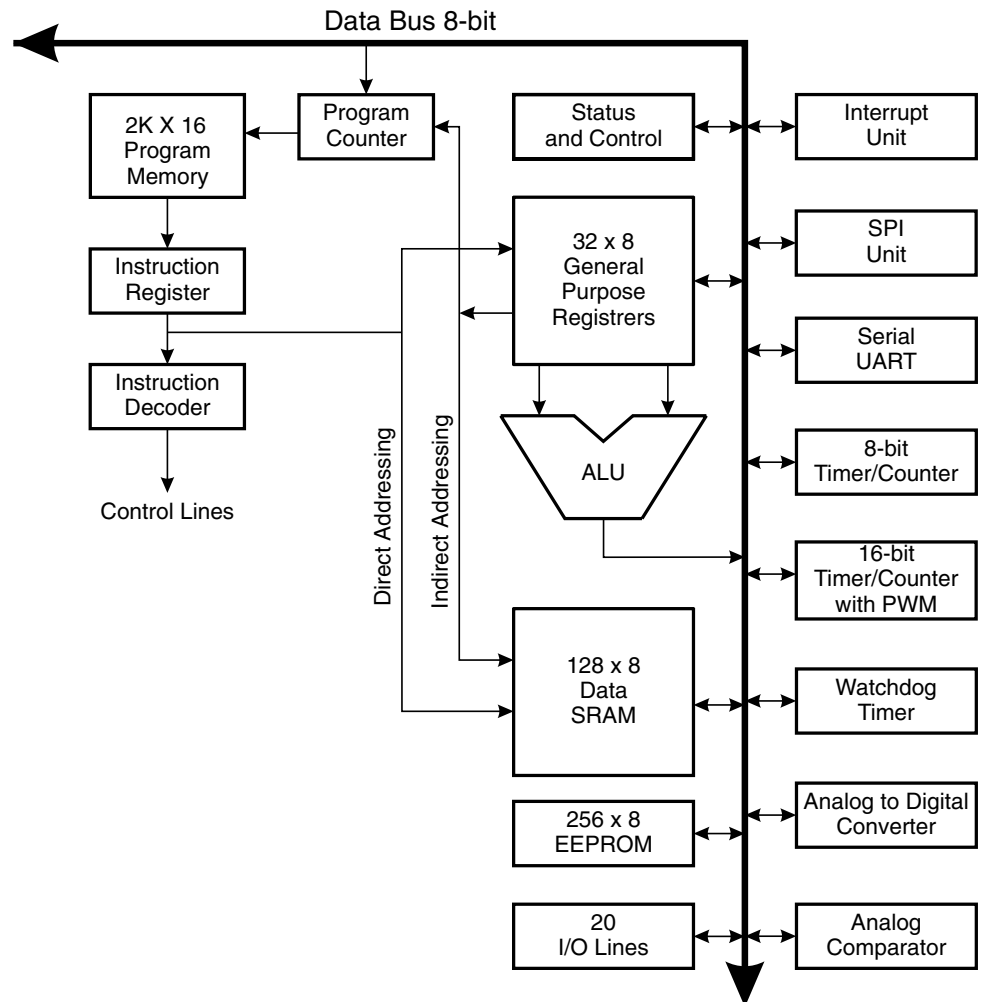 Data Bus 8-bit
2K X 16
Program
Memory
Program
Counter
Status
and Control
Interrupt
Unit
Instruction
Register
32 x 8
General
Purpose
Registrers
SPI
Unit
Serial
UART
Instruction
Decoder
Control Lines
Direct Addressing
Indirect Addressing
ALU
8-bit
Timer/Counter
16-bit
Timer/Counter
with PWM
128 x 8
Data
SRAM
Watchdog
Timer
256 x 8
EEPROM
Analog to Digital
Converter
20
I/O Lines
Analog
Comparator